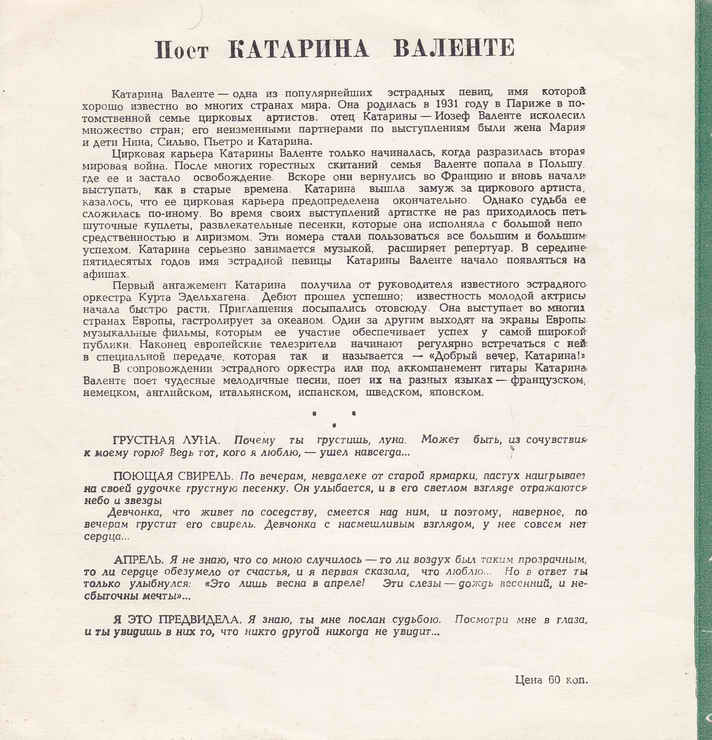 Поет КАТАРИНА ВАЛЕНТЕ
Катарина Валенте — одна из популярнейших эстрадных певиц, имя которой
хорошо известно во многих странах мира. Она родилась в 1931 году в Париже в по-
томственной семье цирковых артистов. отец Катарины — Иозеф Валенте исколесил
множество стран; его неизменными партнерами по выступлениям были жена Мария
и дети Нина, Сильво, Пьетро и Катарина.
Цирковая карьера Катарины Валенте только начиналась, когда разразилась вторая
мировая война. После многих горестных скитаний семья Валенте попала в Польшу.
где ее и застало освобождение. Вскоре они вернулись во Францию и вновь начали
выступать, как в старые времена. Катарина вышла замуж за циркового артиста,
казалось, что ее цирковая карьера предопределена окончательно. Однако судьба ее
сложилась по-иному. Во время своих выступлений артистке не раз приходилось петь
шуточные куплеты, развлекательные песенки, которые она исполняла с большой непо
средственностью и лиризмом. Эти номера стали пользоваться все большим и большим
успехом. Катарина серьезно занимается музыкой, расширяет репертуар. В середине
пятидесятых годов имя эстрадной певицы Катарины Валенте начало появляться на
афишах.
Первый ангажемент Катарина получила от руководителя известного эстрадного
оркестра Курта Эдельхагена. Дебют прошел успешно; известность молодой актрисы
начала быстро расти. Приглашения посыпались отовсюду. Она выступает во многих
странах Европы, гастролирует за океаном. Один за другим выходят на экраны Европы
музыкальные фильмы, которым ее участие обеспечивает успех у самой широкой
публики. Наконец европейские телезрители начинают регулярно встречаться с ней
в специальной передаче, которая так и называется — «Добрый вечер, Катарина!»
В сопровождении эстрадного оркестра или под аккомпанемент гитары Катарина
Валенте поет чудесные мелодичные песни, поет их на разных языках — французском,
немецком, английском, итальянском, испанском, шведском, японском.
* *
*
ГРУСТНАЯ ЛУНА. Почему ты грустишь, луна. Может быть, из сочувствия
к моему горю? Ведь тот, кого я люблю, — ушел навсегда...
ПОЮЩАЯ СВИРЕЛЬ. По вечерам, невдалеке от старой ярмарки, пастух наигрывает
на своей дудочке грустную песенку. Он улыбается, и в его светлом взгляде отражаются
небо и звезды
Девчонка, что живет по соседству, смеется над ним, и поэтому, наверное, по
вечерам грустит его свирель. Девчонка с насмешливым взглядом, у нее совсем нет
сердца...
АПРЕЛЬ. Я не знаю, что со мною случилось — то ли воздух был таким прозрачным,
то ли сердце обезумело от счастья, и я первая сказала, что люблю... Но в ответ ты
только улыбнулся: «Это лишь весна в апреле! Эти слезы — дождь весенний, и не-
сбыточны мечты»...
Я ЭТО ПРЕДВИДЕЛА. Я знаю, ты мне послан судьбою. Посмотри мне в глаза,
и ты увидишь в них то, что никто другой никогда не увидит...
Цена 60 коп.